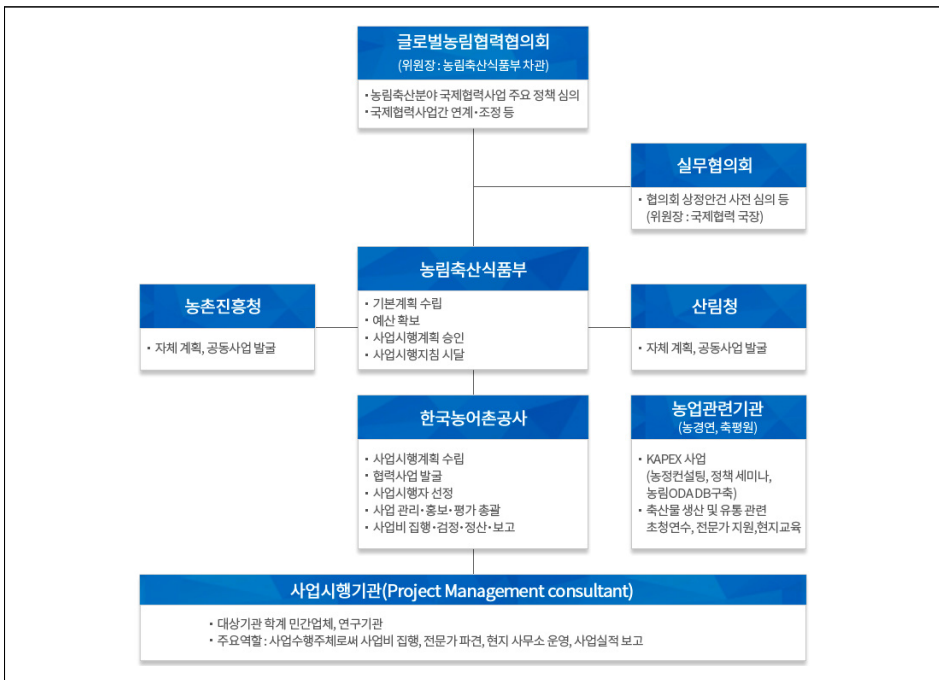 글로벌농림협력협의회
(위원장 : 농림축산식품부 차관)
• 농림축산분야 국제협력사업 주요 정책 심의
• 국제협력사업간 연계•조정 등
실무협의회
• 협의회 상정안건 사전 심의 등
(위원장 : 국제협력 국장)
농림축산식품부
• 기본계획 수립
• 예산 확보
• 사업시행계획 승인
• 사업시행지침 시달
농촌진흥청
• 자체 계획, 공동사업 발굴
산림청
• 자체 계획, 공동사업 발굴
한국농어촌공사
• 사업시행계획 수립
• 협력사업 발굴
• 사업시행자 선정
• 사업 관리•홍보•평가 총괄
• 사업비 집행•검정•정산•보고
농업관련기관
(농경연, 축평원)
• KAPEX 사업
(농정컨설팅, 정책 세미나,
농림ODA DB구축)
• 축산물 생산 및 유통 관련
초청연수, 전문가 지원,현지교육
사업시행기관(Project Management consultant)
• 대상기관 학계 민간업체, 연구기관
• 주요역할 : 사업수행주체로써 사업비 집행, 전문가 파견, 현지 사무소 운영, 사업실적 보고